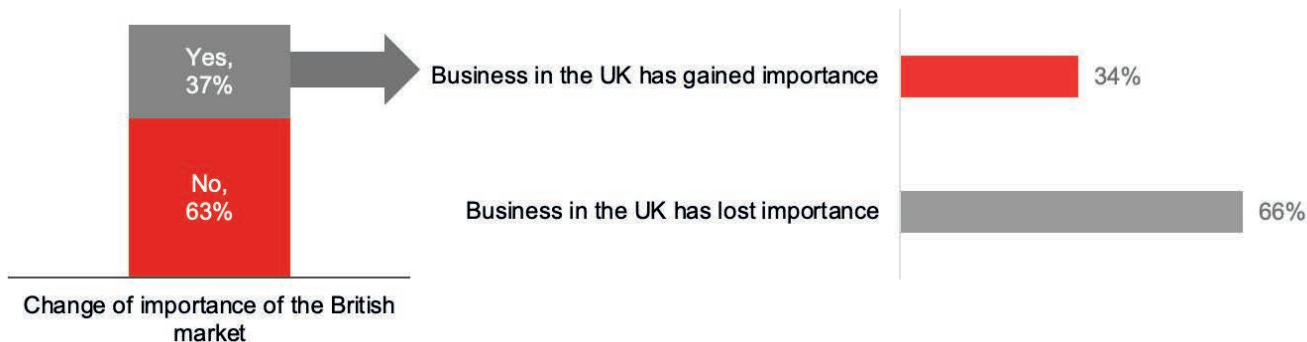 Yes,
37%
No,
63%
Change of importance of the British
market
Business in the UK has gained importance
34%
Business in the UK has lost importance
66%